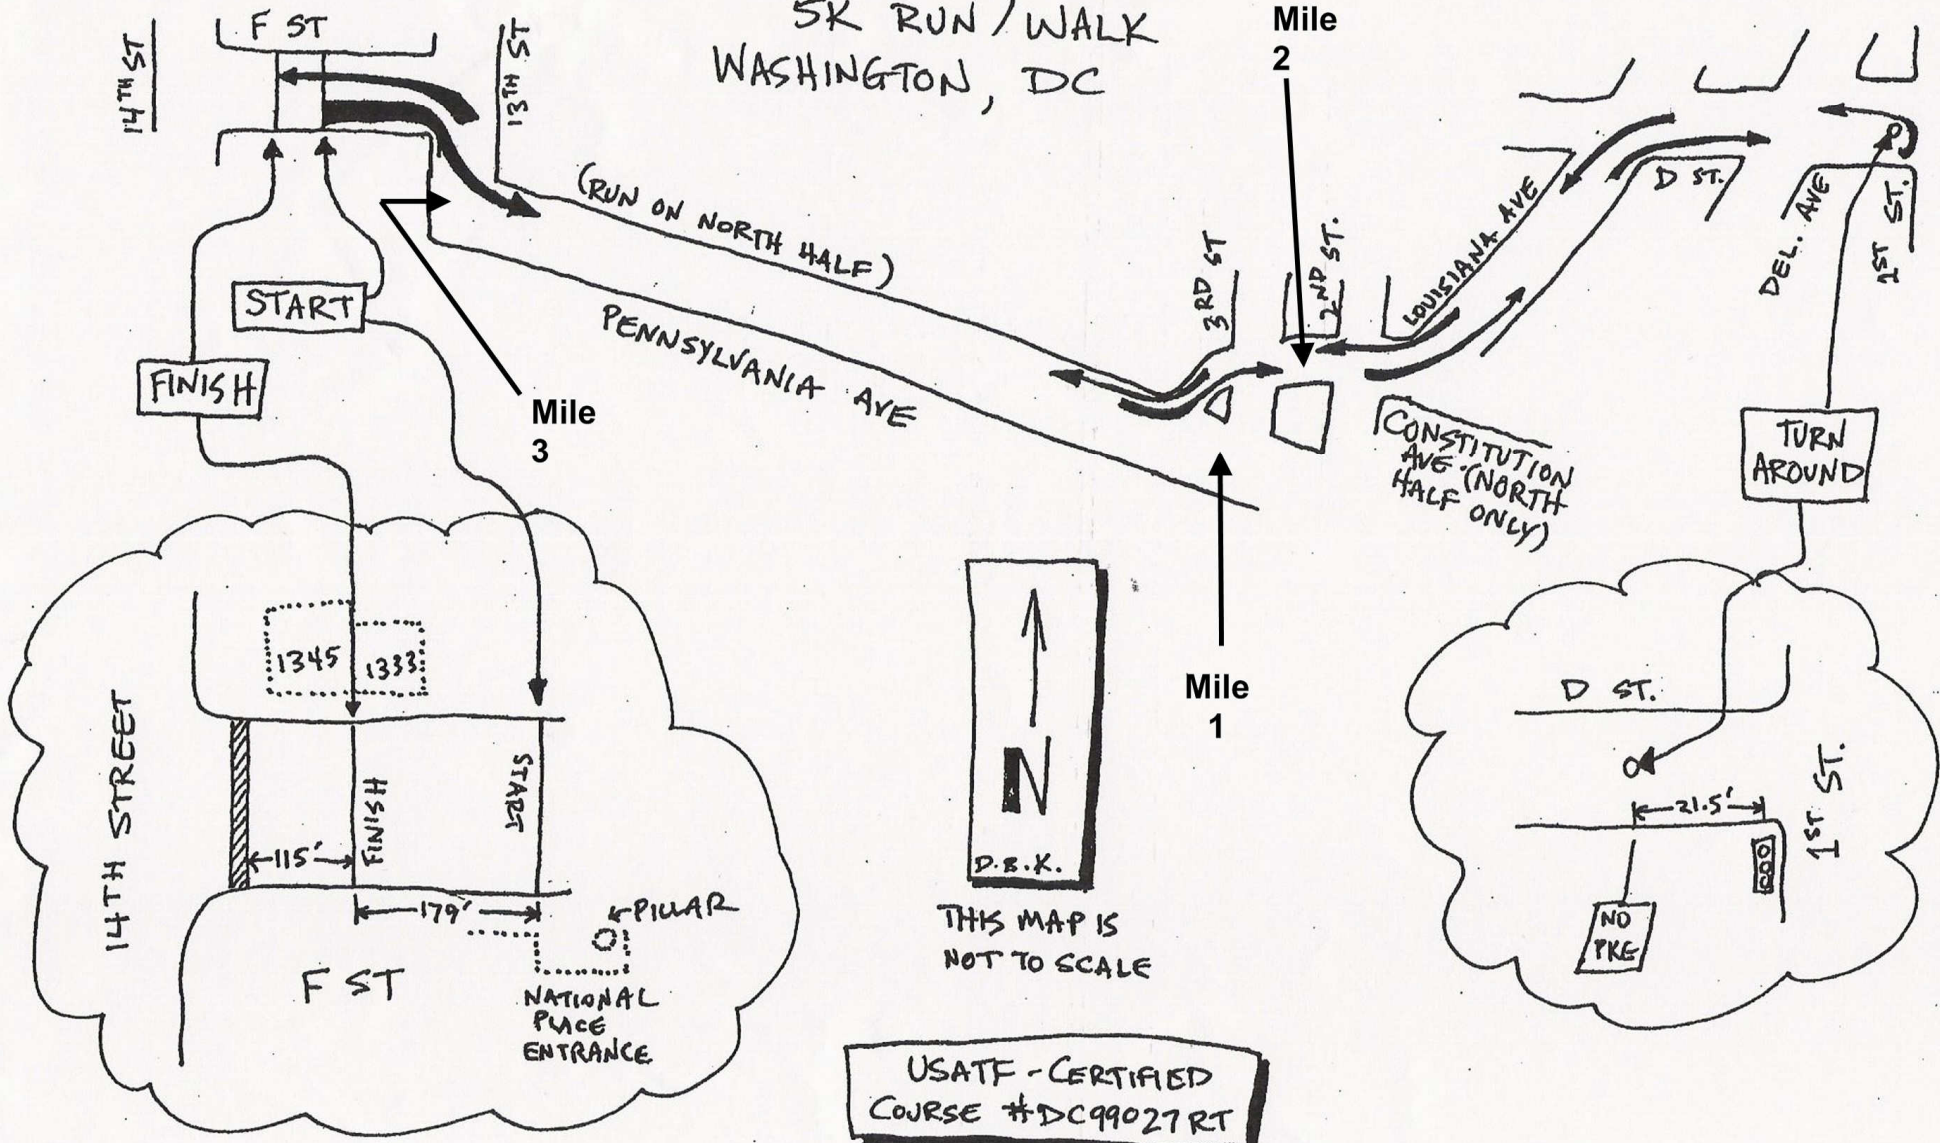 5K RUN / WALK
WASHINGTON, DC
Mile
2
F ST
14TH ST
13TH ST
(RUN ON NORTH HALF)
PENNSYLVANIA AVE
START
FINISH
Mile
3
3RD ST
2ND ST.
LOUISIANA AVE
D ST.
DEL. AVE
1ST ST.
CONSTITUTION
AVE. (NORTH
HALF ONLY)
TURN
AROUND
Mile
1
N
D.B.K.
THIS MAP IS
NOT TO SCALE
14TH STREET
1345
1333
FINISH
START
115'
179'
PILLAR
F ST
NATIONAL
PLACE
ENTRANCE
D ST.
1ST ST.
21.5'
NO
PKE
USATF - CERTIFIED
COURSE #DC99027RT